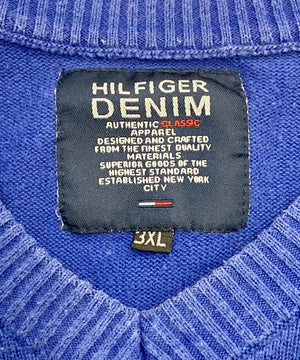 HILFIGER
DENIM
AUTHENTIC CLASSIC
APPAREL
DESIGNED AND CRAFTED
FROM THE FINEST QUALITY
MATERIALS
SUPERIOR GOODS OF THE
HIGHEST STANDARD
ESTABLISHED NEW YORK
CITY
3XL